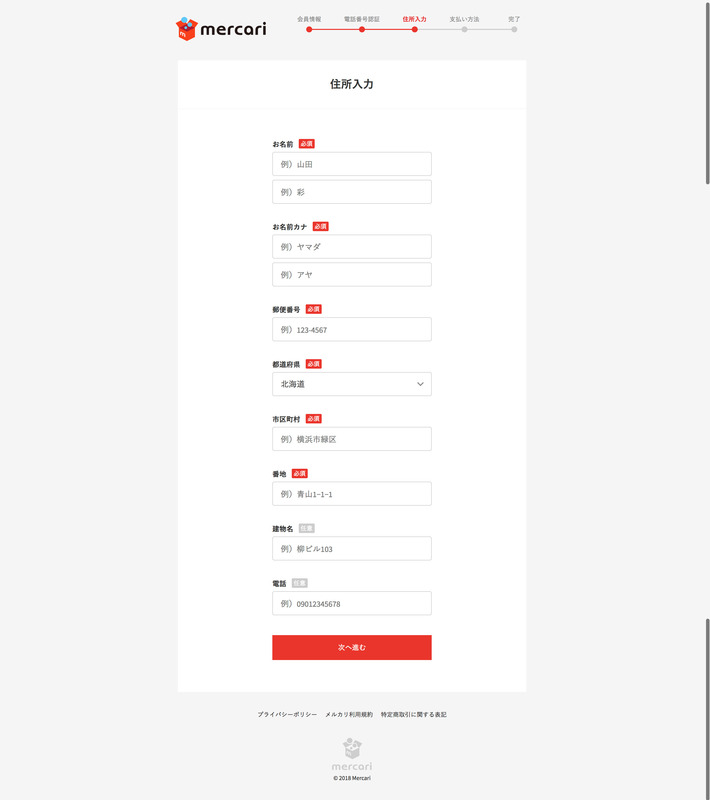 mercari
会員情報 電話番号認証 住所入力 支払い方法 完了
住所入力
お名前 必須
例）山田
例）彩
お名前カナ 必須
例）ヤマダ
例）アヤ
郵便番号 必須
例）123-4567
都道府県 必須
北海道
市区町村 必須
例）横浜市緑区
番地 必須
例）青山1−1−1
建物名 任意
例）柳ビル103
電話 任意
例）09012345678
次へ進む
プライバシーポリシー メルカリ利用規約 特定商取引に関する表記
mercari
© 2018 Mercari